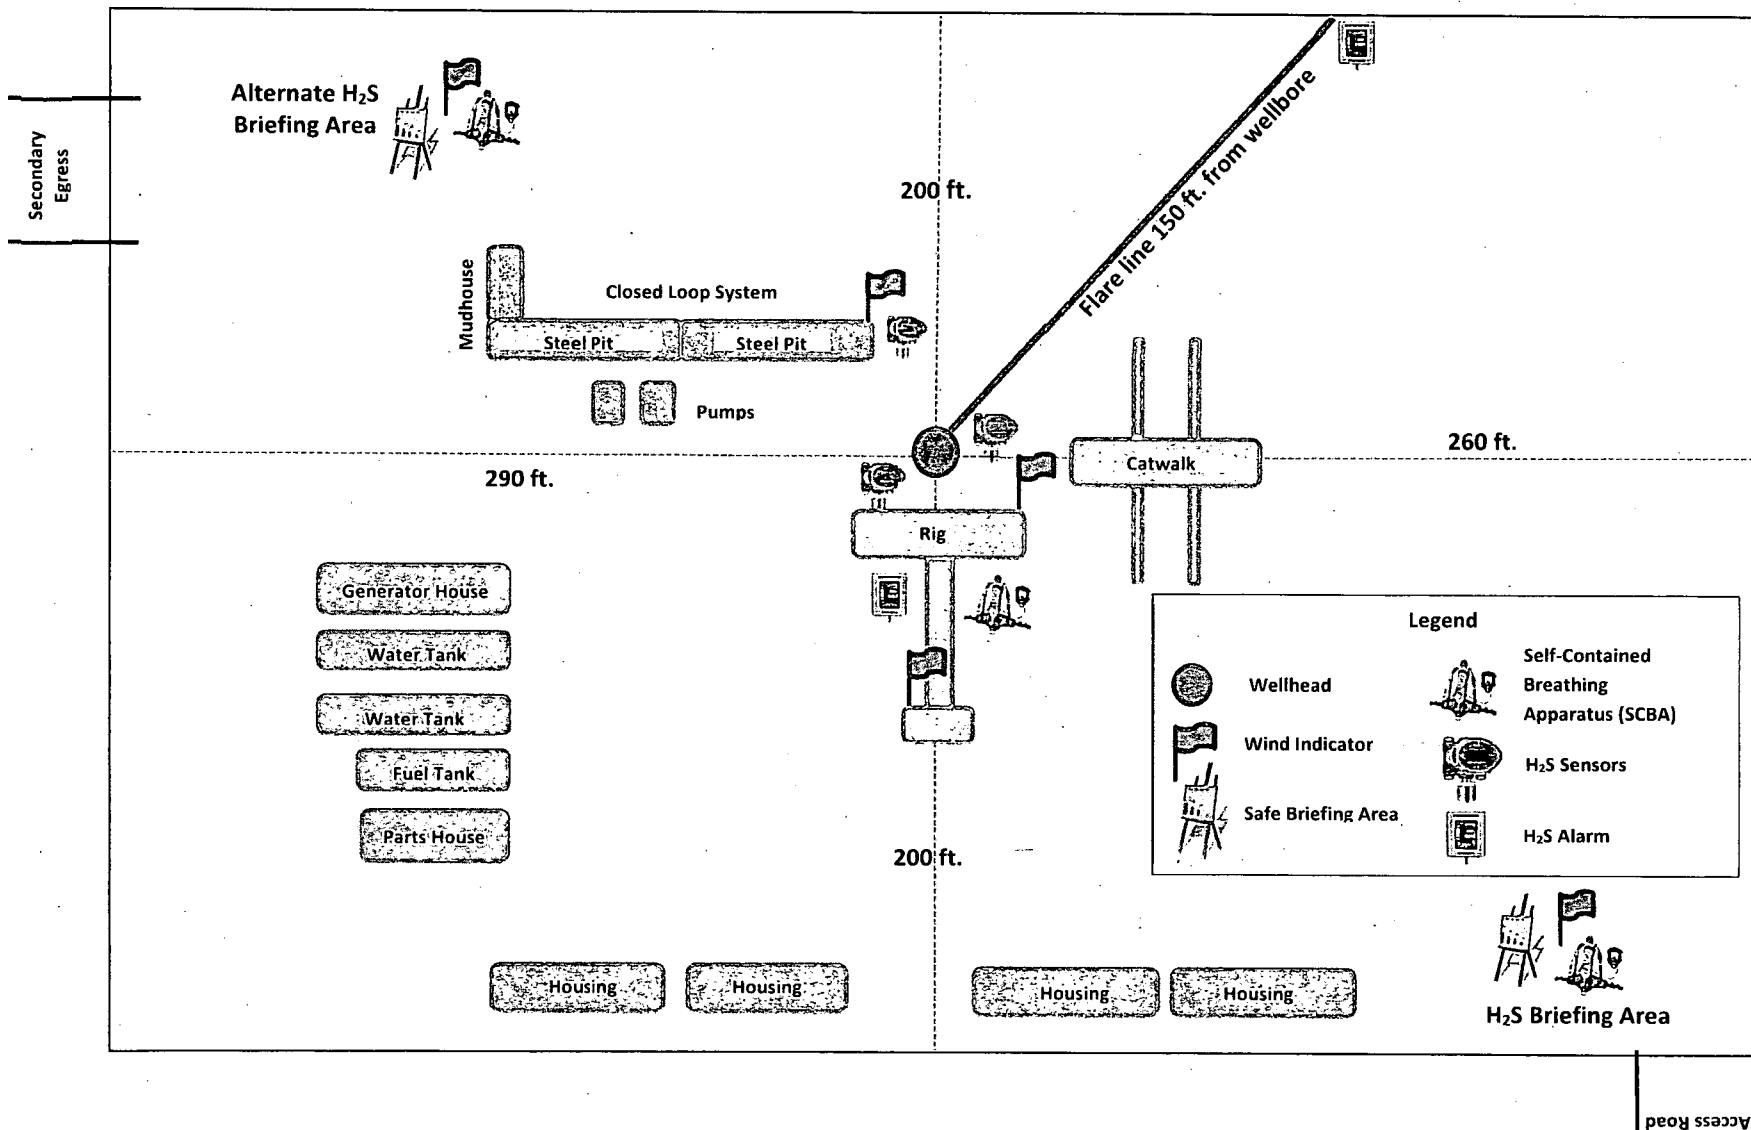 Alternate H₂S
Briefing Area
Secondary
Egress
200 ft.
Flare line 150 ft. from wellbore
Mudhouse
Closed Loop System
Steel Pit
Steel Pit
Pumps
290 ft.
260 ft.
Catwalk
Rig
Generator House
Water Tank
Water Tank
Fuel Tank
Parts House
200 ft.
Housing
Housing
Housing
Housing
Legend
Wellhead
Wind Indicator
Safe Briefing Area
Self-Contained
Breathing
Apparatus (SCBA)
H₂S Sensors
H₂S Alarm
H₂S Briefing Area
Access Road